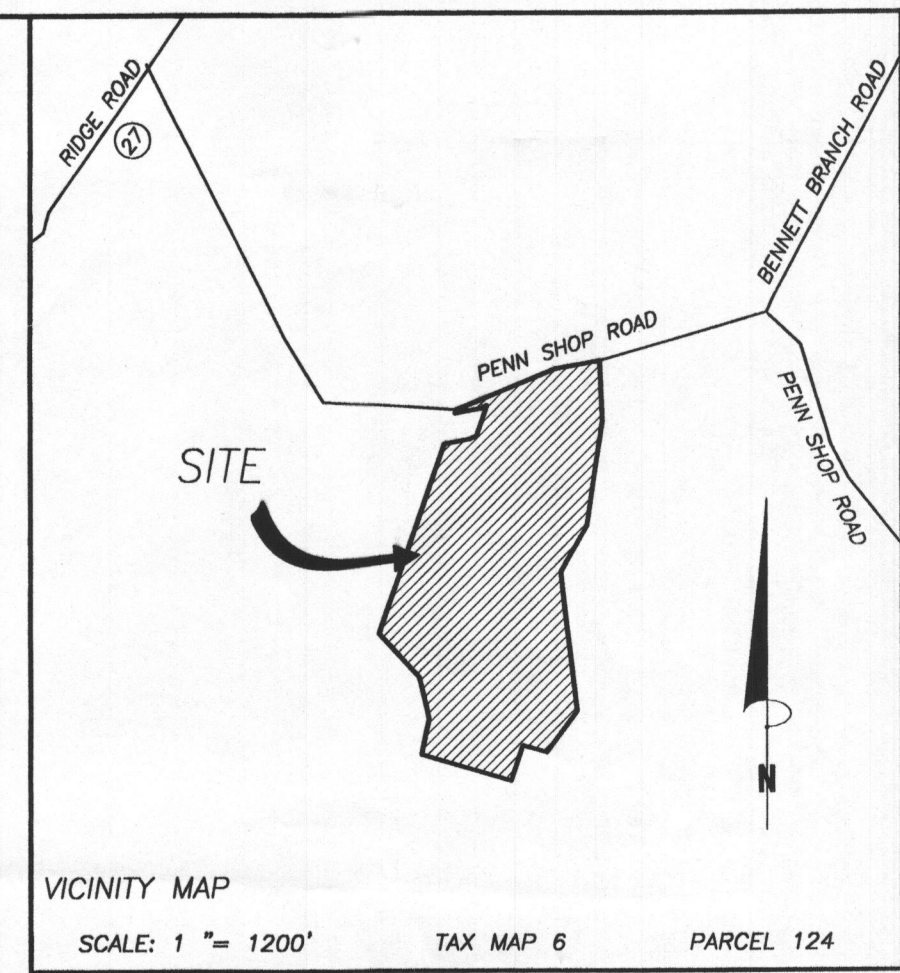 RIDGE ROAD
27
BENNETT BRANCH ROAD
PENN SHOP ROAD
PENN SHOP ROAD
SITE
N
VICINITY MAP
SCALE: 1 "= 1200' TAX MAP 6 PARCEL 124